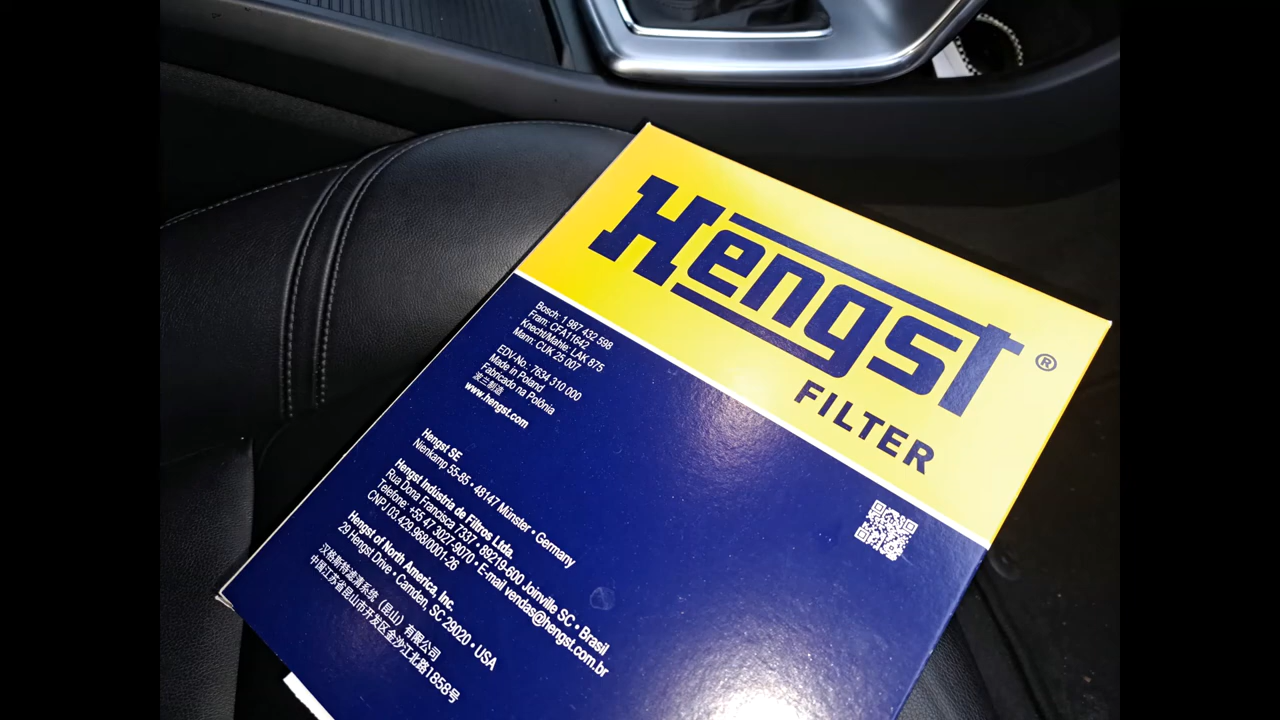 Hengst®
FILTER
Bosch: 1 987 432 598
Fram: CFA11642
Knecht/Mahle: LAK 875
Mann: CUK 25 007
EDV-No.: 7634 310 000
Made in Poland
Fabricado na Polônia
波兰制造
www.hengst.com
Hengst SE
Nienkamp 55-85 • 48147 Münster • Germany
Hengst Indústria de Filtros Ltda.
Rua Dona Francisca 7337 • 89219-600 Joinville SC • Brasil
Telefone +55 47 3027-9070 • E-mail vendas@hengst.com.br
CNPJ 03.429.968/0001-26
Hengst of North America, Inc.
29 Hengst Drive • Camden, SC 29020 • USA
汉格斯特滤清系统（昆山）有限公司
中国江苏省昆山市开发区金沙江北路1858号